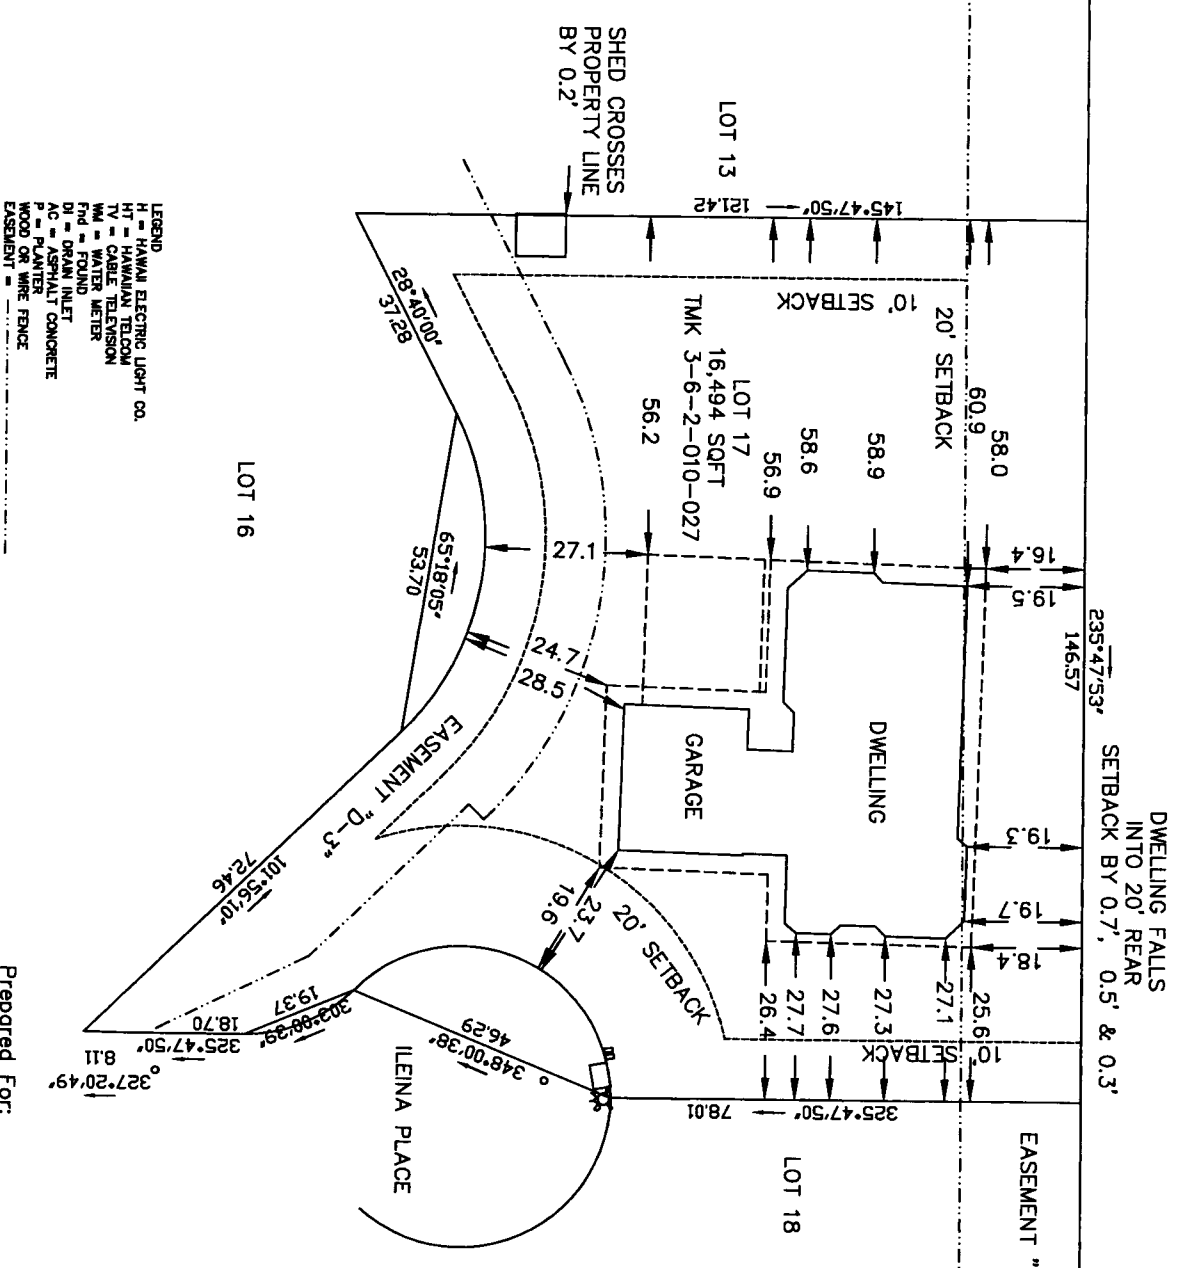 SHED CROSSES
PROPERTY LINE
BY 0.2'
LOT 13
145°47'50"
121.42
10' SETBACK
20' SETBACK
LOT 17
16,494 SQFT
TMK 3-6-2-010-027
58.0
60.9
58.9
58.6
56.9
56.2
16.4
19.5
235°47'53"
146.57
DWELLING FALLS
INTO 20' REAR
SETBACK BY 0.7', 0.5' & 0.3'
19.3
19.7
18.4
DWELLING
GARAGE
27.1
24.7
28.5
28°40'00"
37.28
65°18'05"
53.70
LOT 16
EASEMENT "D-3"
101°56'10"
72.46
23.7
19.6
20' SETBACK
25.6
27.1
27.3
27.6
27.7
26.4
10' SETBACK
325°47'50"
78.01
EASEMENT "
LOT 18
ILEINA PLACE
348°00'38"
46.29
303°00'39"
19.37
325°47'50"
18.70
327°20'49"
8.11
LEGEND
H = HAWAII ELECTRIC LIGHT CO.
HT = HAWAIIAN TELCOM
TV = CABLE TELEVISION
WM = WATER METER
Fnd = FOUND
DI = DRAIN INLET
AC = ASPHALT CONCRETE
P = PLANTER
WOOD OR WIRE FENCE
EASEMENT =
Prepared For: